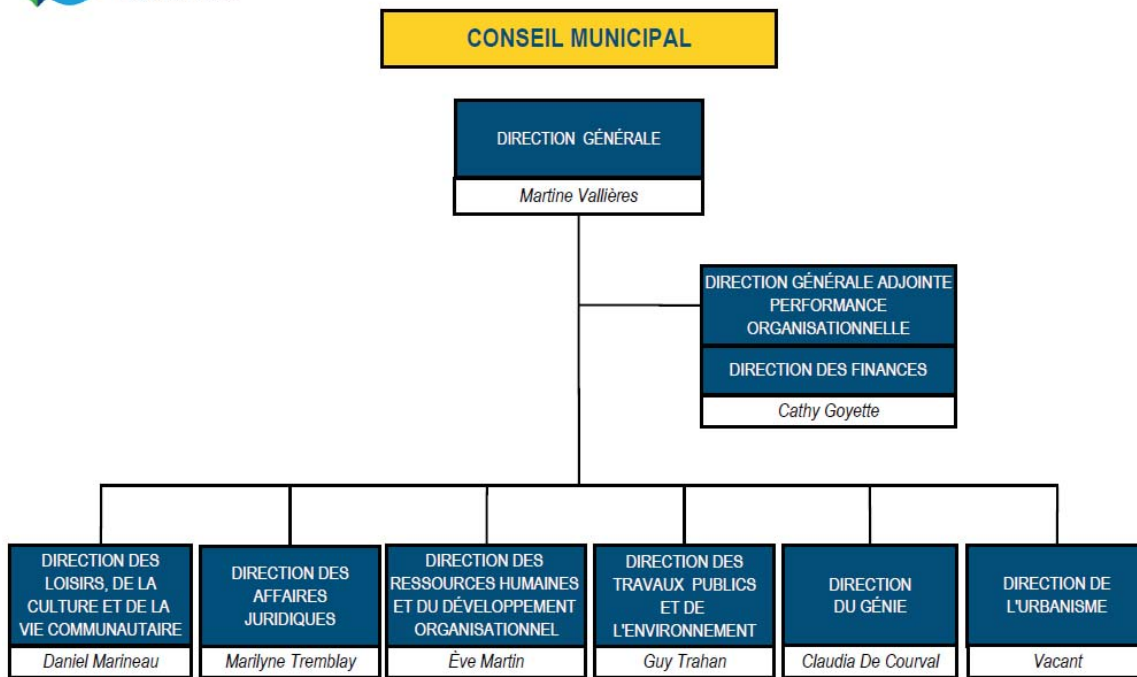 CONSEIL MUNICIPAL
DIRECTION GÉNÉRALE
Martine Vallières
DIRECTION GÉNÉRALE ADJOINTE
PERFORMANCE
ORGANISATIONNELLE
DIRECTION DES FINANCES
Cathy Goyette
DIRECTION DES
LOISIRS, DE LA
CULTURE ET DE LA
VIE COMMUNAUTAIRE
Daniel Marineau
DIRECTION DES
AFFAIRES
JURIDIQUES
Marilyne Tremblay
DIRECTION DES
RESSOURCES HUMAINES
ET DU DÉVELOPPEMENT
ORGANISATIONNEL
Ève Martin
DIRECTION DES
TRAVAUX PUBLICS
ET DE
L'ENVIRONNEMENT
Guy Trahan
DIRECTION
DU GÉNIE
Claudia De Courval
DIRECTION DE
L'URBANISME
Vacant